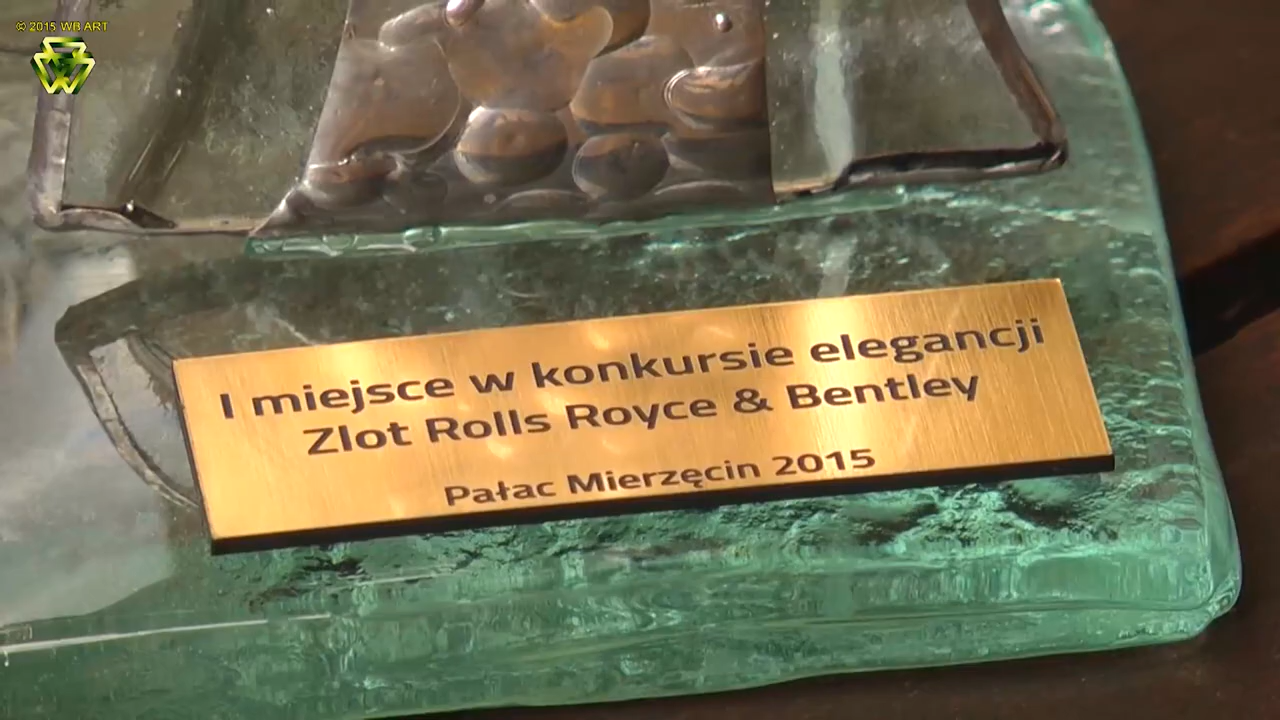 © 2015 WB ART
I miejsce w konkursie elegancji
Zlot Rolls Royce & Bentley
Pałac Mierzęcin 2015